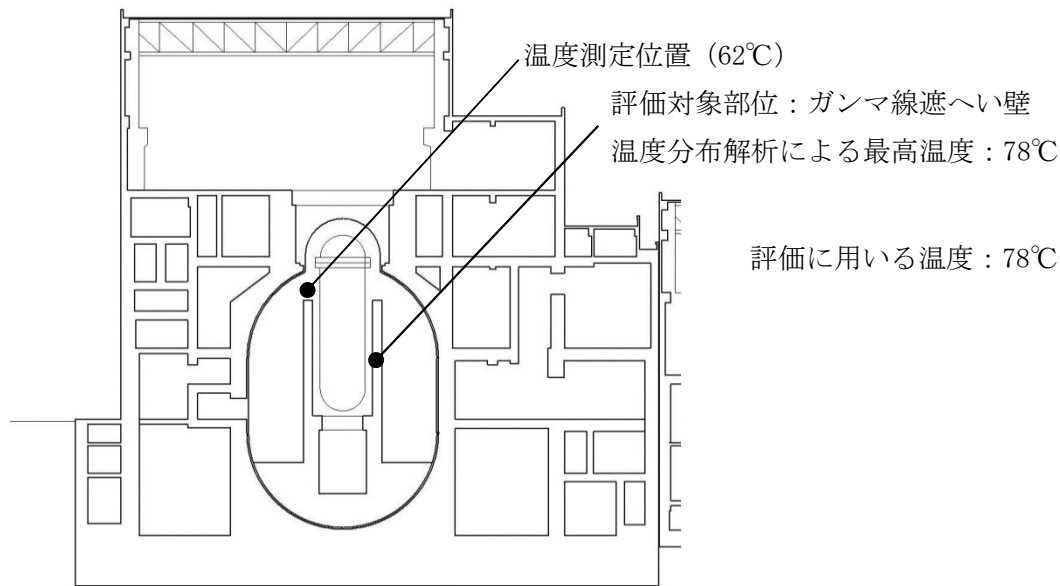 温度測定位置（62℃）
評価対象部位：ガンマ線遮へい壁
温度分布解析による最高温度：78℃
評価に用いる温度：78℃